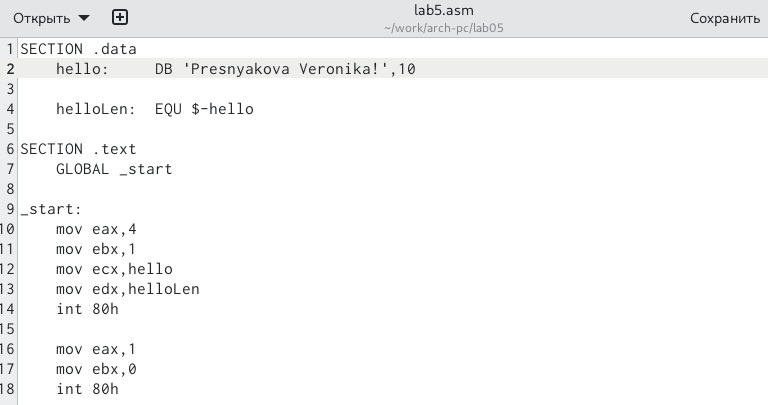 Открыть lab5.asm Сохранить
~/work/arch-pc/lab05
1 SECTION .data
2     hello:     DB 'Presnyakova Veronika!',10
3
4     helloLen:  EQU $-hello
5
6 SECTION .text
7     GLOBAL _start
8
9 _start:
10     mov eax,4
11     mov ebx,1
12     mov ecx,hello
13     mov edx,helloLen
14     int 80h
15
16     mov eax,1
17     mov ebx,0
18     int 80h